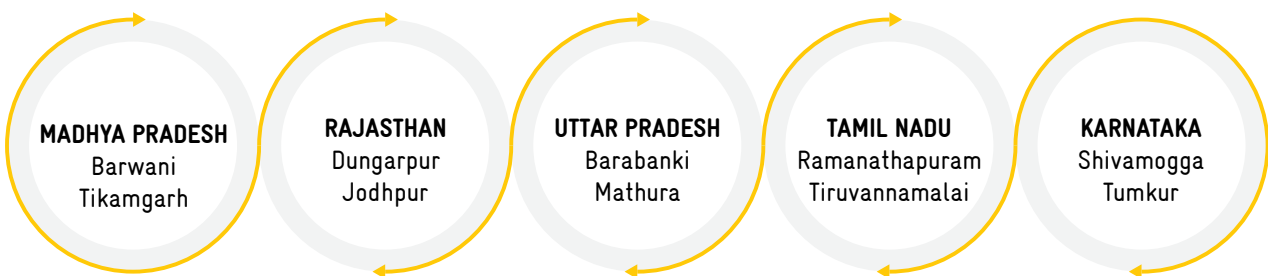 MADHYA PRADESH
Barwani
Tikamgarh
RAJASTHAN
Dungarpur
Jodhpur
UTTAR PRADESH
Barabanki
Mathura
TAMIL NADU
Ramanathapuram
Tiruvannamalai
KARNATAKA
Shivamogga
Tumkur